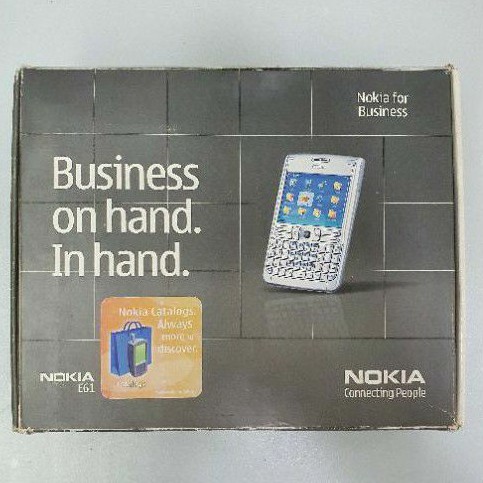 Nokia for
Business
Business
on hand.
In hand.
Nokia Catalogs.
Always
more to
discover.
NOKIA
E61
NOKIA
Connecting People